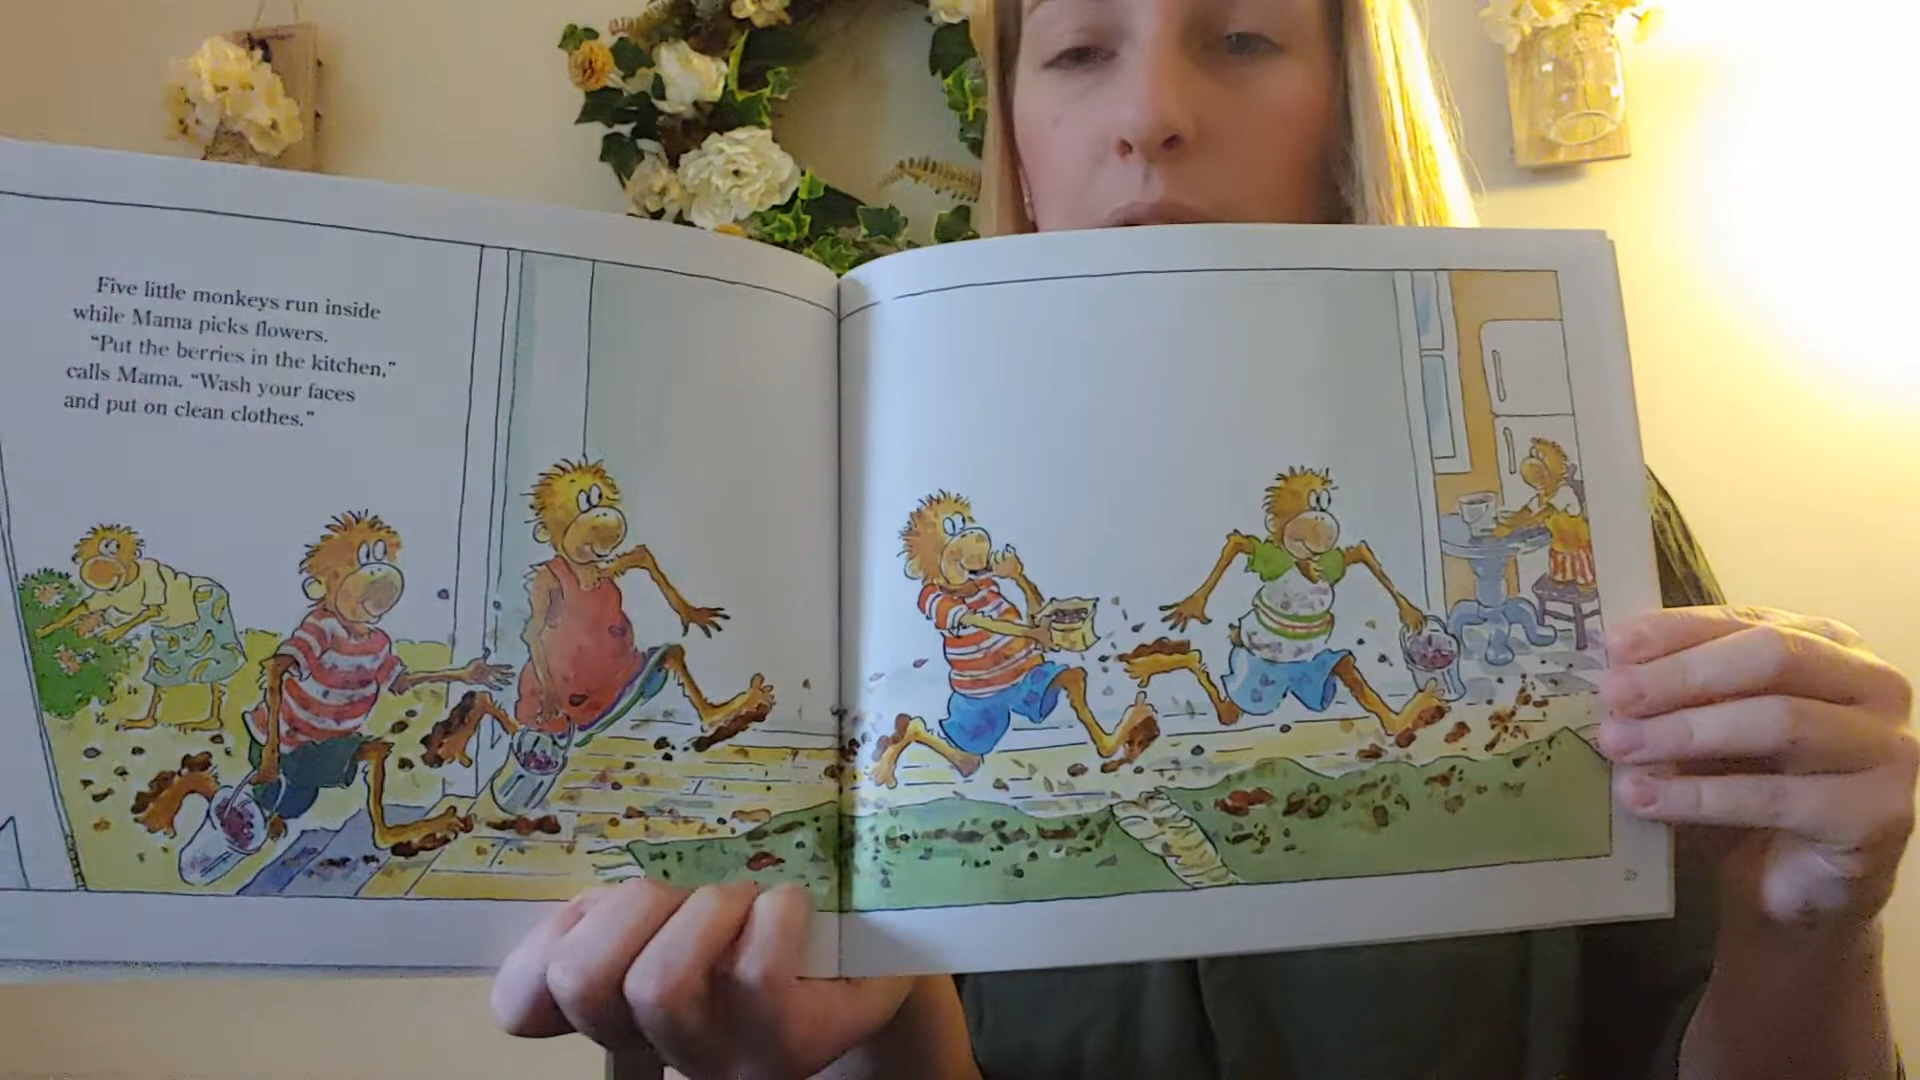 Five little monkeys run inside
while Mama picks flowers.
“Put the berries in the kitchen,”
calls Mama. “Wash your faces
and put on clean clothes.”